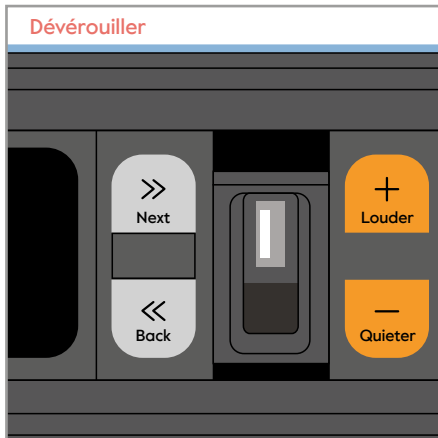 Dévérouiller
>>
Next
+
Louder
<<
Back
−
Quieter